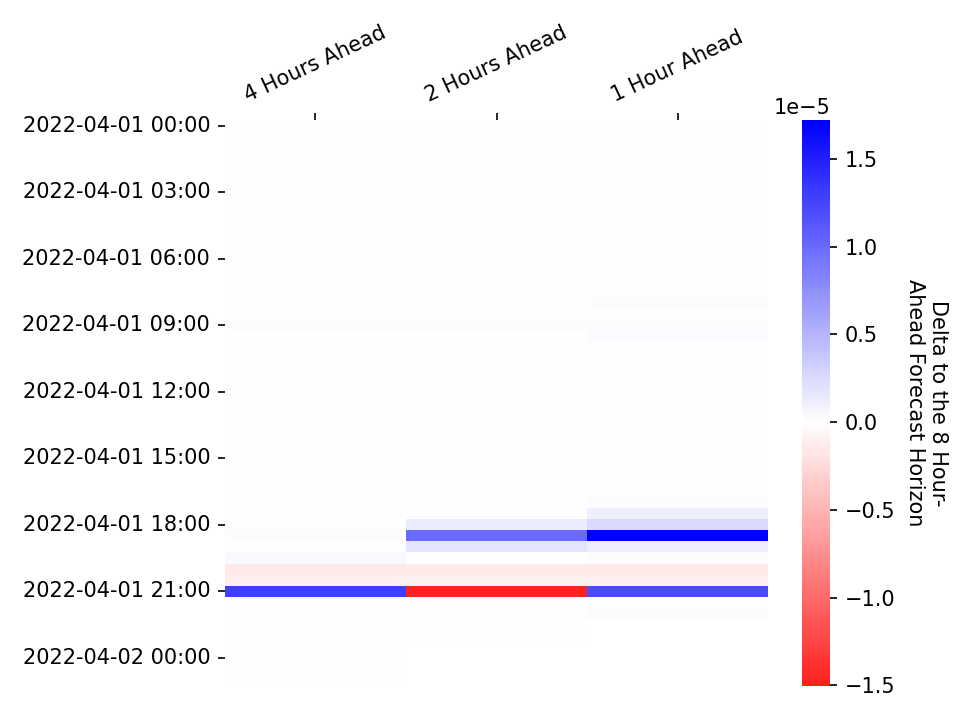 4 Hours Ahead
2 Hours Ahead
1 Hour Ahead
1e−5
2022-04-01 00:00
2022-04-01 03:00
2022-04-01 06:00
2022-04-01 09:00
2022-04-01 12:00
2022-04-01 15:00
2022-04-01 18:00
2022-04-01 21:00
2022-04-02 00:00
1.5
1.0
0.5
0.0
−0.5
−1.0
−1.5
Delta to the 8 Hour-
Ahead Forecast Horizon